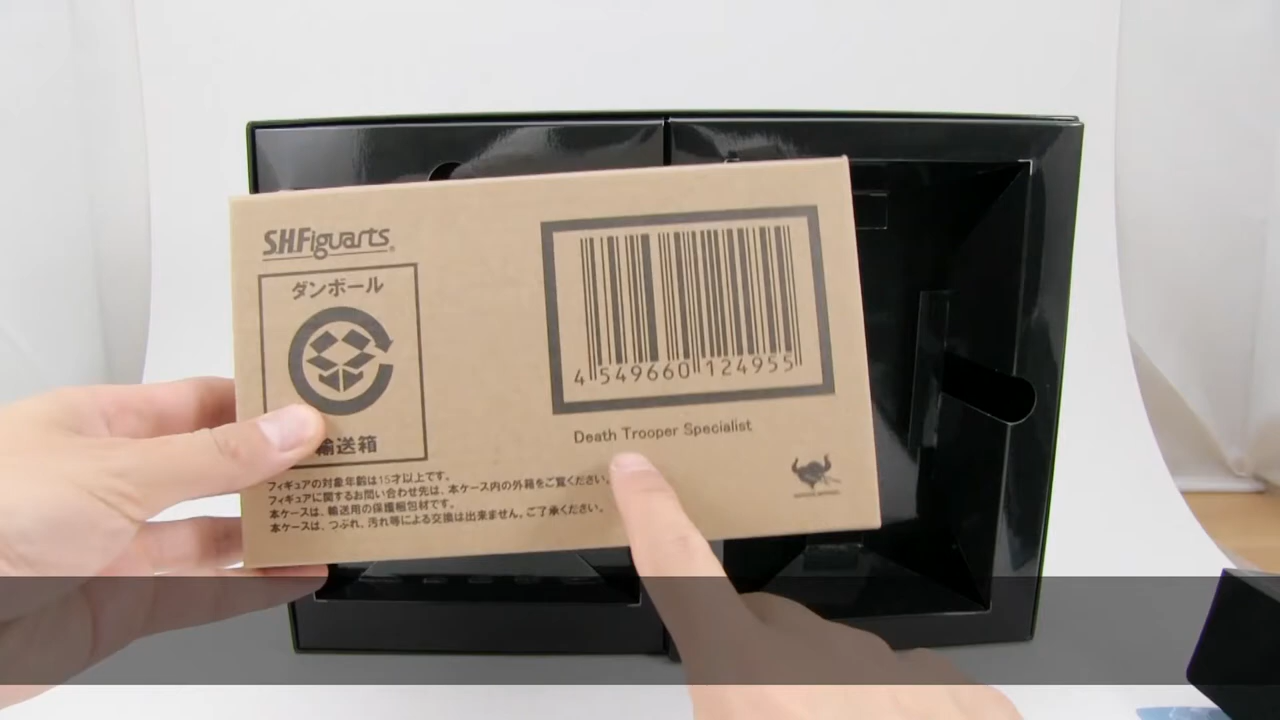 S.H.Figuarts
ダンボール
輸送箱
4 549660 124955
Death Trooper Specialist
フィギュアの対象年齢は15才以上です。
フィギュアに関するお問い合わせ先は、本ケース内の外箱をご覧ください。
本ケースは、輸送用の保護梱包材です。
本ケースは、つぶれ、汚れ等による交換は出来ません。ご了承ください。